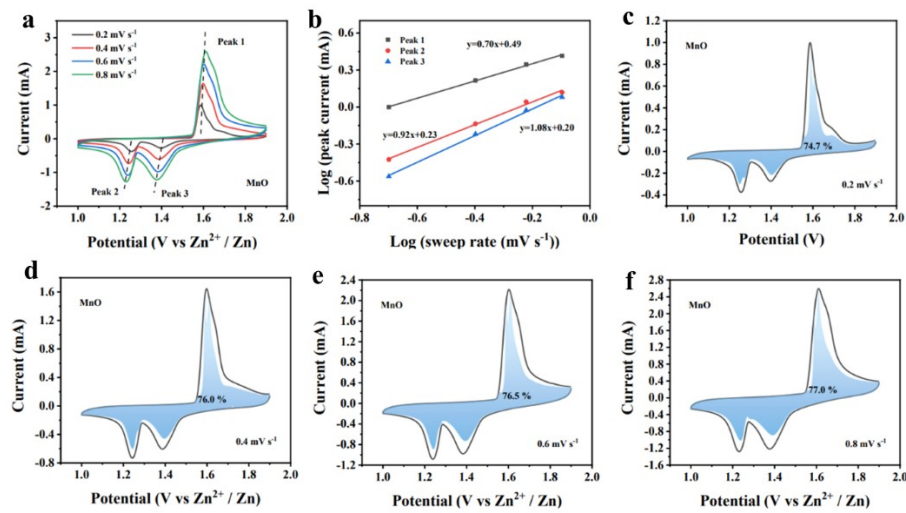 a
Current (mA)
3
2
1
0
-1
-2
0.2 mV s⁻¹
0.4 mV s⁻¹
0.6 mV s⁻¹
0.8 mV s⁻¹
Peak 1
Peak 2
Peak 3
MnO
1.0 1.2 1.4 1.6 1.8 2.0
Potential (V vs Zn²⁺ / Zn)
b
Log (peak current (mA))
0.6
0.3
0.0
-0.3
-0.6
Peak 1
Peak 2
Peak 3
y=0.70x+0.49
y=0.92x+0.23
y=1.08x+0.20
-0.8 -0.6 -0.4 -0.2 0.0
Log (sweep rate (mV s⁻¹))
c
Current (mA)
1.2
1.0
0.8
0.6
0.4
0.2
0.0
-0.2
-0.4
MnO
74.7 %
0.2 mV s⁻¹
1.0 1.2 1.4 1.6 1.8 2.0
Potential (V)
d
Current (mA)
1.6
1.2
0.8
0.4
0.0
-0.4
-0.8
MnO
76.0 %
0.4 mV s⁻¹
1.0 1.2 1.4 1.6 1.8 2.0
Potential (V vs Zn²⁺ / Zn)
e
Current (mA)
2.4
1.8
1.2
0.6
0.0
-0.6
-1.2
MnO
76.5 %
0.6 mV s⁻¹
1.0 1.2 1.4 1.6 1.8 2.0
Potential (V vs Zn²⁺ / Zn)
f
Current (mA)
2.8
2.4
2.0
1.6
1.2
0.8
0.4
0.0
-0.4
-0.8
-1.2
-1.6
MnO
77.0 %
0.8 mV s⁻¹
1.0 1.2 1.4 1.6 1.8 2.0
Potential (V vs Zn²⁺ / Zn)